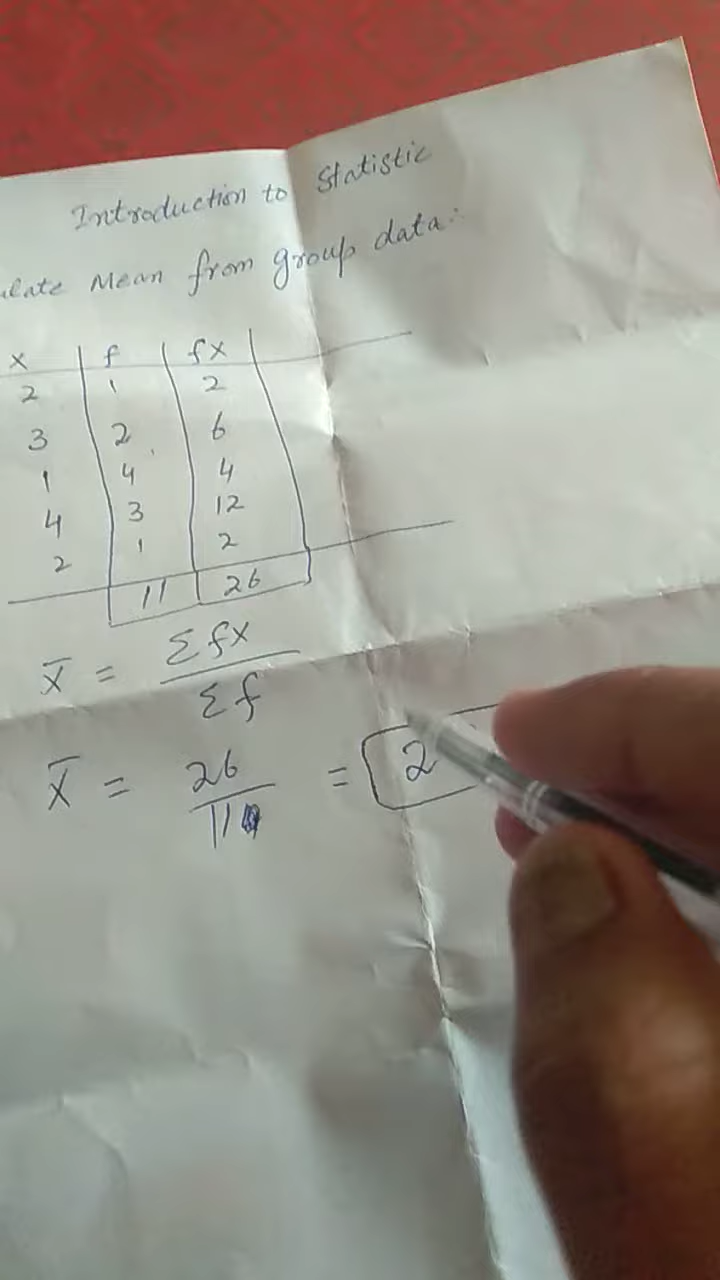 Introduction to Statistic
Mean from group data:
x f fx
2 1 2
3 2 6
1 4 4
4 3 12
2 1 2
11 26
x̄ = Σfx / Σf
x̄ = 26 / 11 = 2